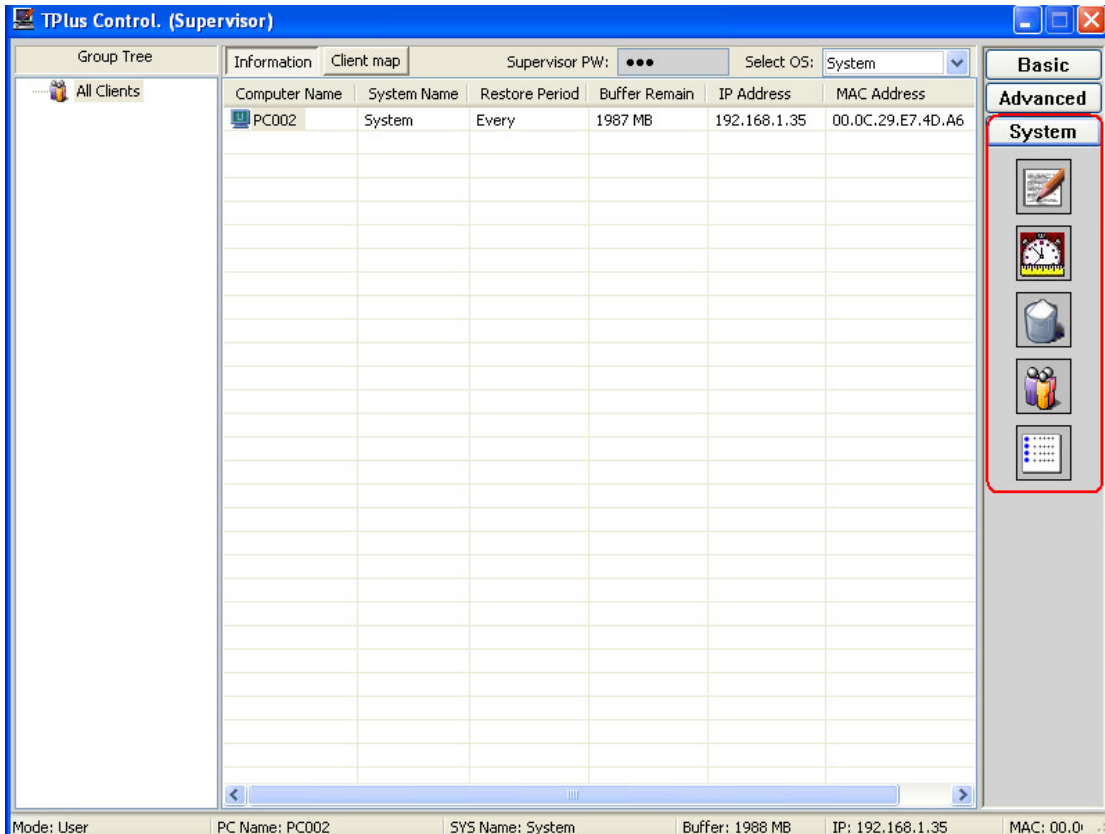 TPlus Control. (Supervisor)
Group Tree
All Clients
Information Client map Supervisor PW: ●●● Select OS: System
Computer Name System Name Restore Period Buffer Remain IP Address MAC Address
PC002 System Every 1987 MB 192.168.1.35 00.0C.29.E7.4D.A6
Basic
Advanced
System
Mode: User PC Name: PC002 SYS Name: System Buffer: 1988 MB IP: 192.168.1.35 MAC: 00.0